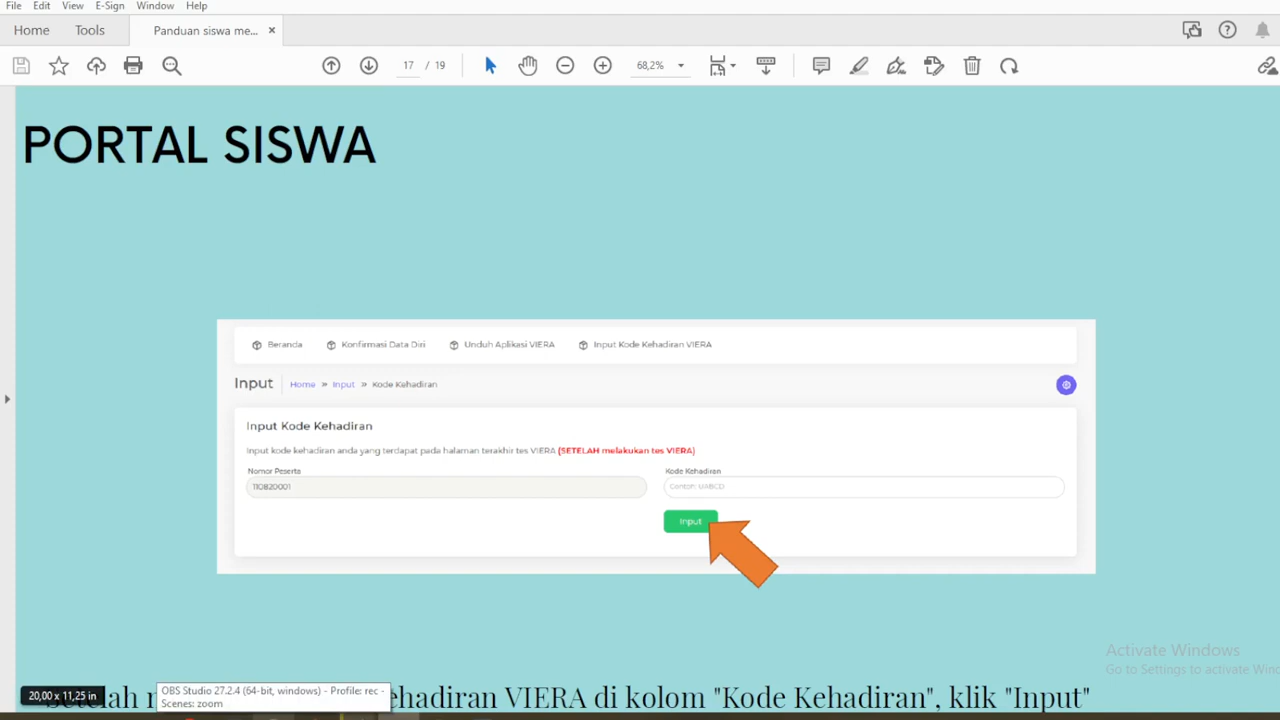 File Edit View E-Sign Window Help
Home Tools Panduan siswa me... ×
17 / 19 68,2%
PORTAL SISWA
Beranda Konfirmasi Data Diri Unduh Aplikasi VIERA Input Kode Kehadiran VIERA
Input Home » Input » Kode Kehadiran
Input Kode Kehadiran
Input kode kehadiran anda yang terdapat pada halaman terakhir tes VIERA (SETELAH melakukan tes VIERA)
Nomor Peserta Kode Kehadiran
110820001 Contoh: UABCD
Input
Activate Windows
Go to Settings to activate Wind
20,00 x 11,25 in
OBS Studio 27.2.4 (64-bit, windows) - Profile: rec -
Scenes: zoom
ehadiran VIERA di kolom "Kode Kehadiran", klik "Input"